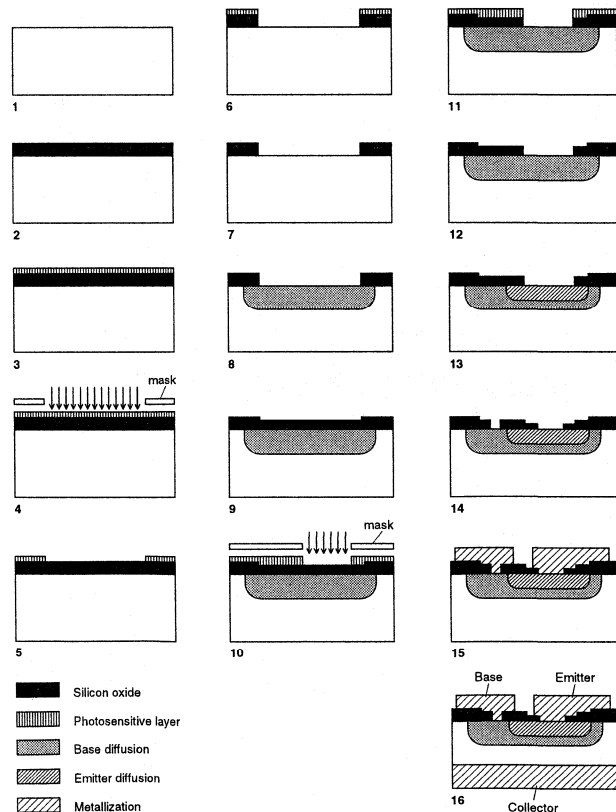 1
6
11
2
7
12
3
8
13
mask
4
9
14
mask
5
10
15
Silicon oxide
Photosensitive layer
Base diffusion
Emitter diffusion
Metallization
Base
Emitter
16
Collector